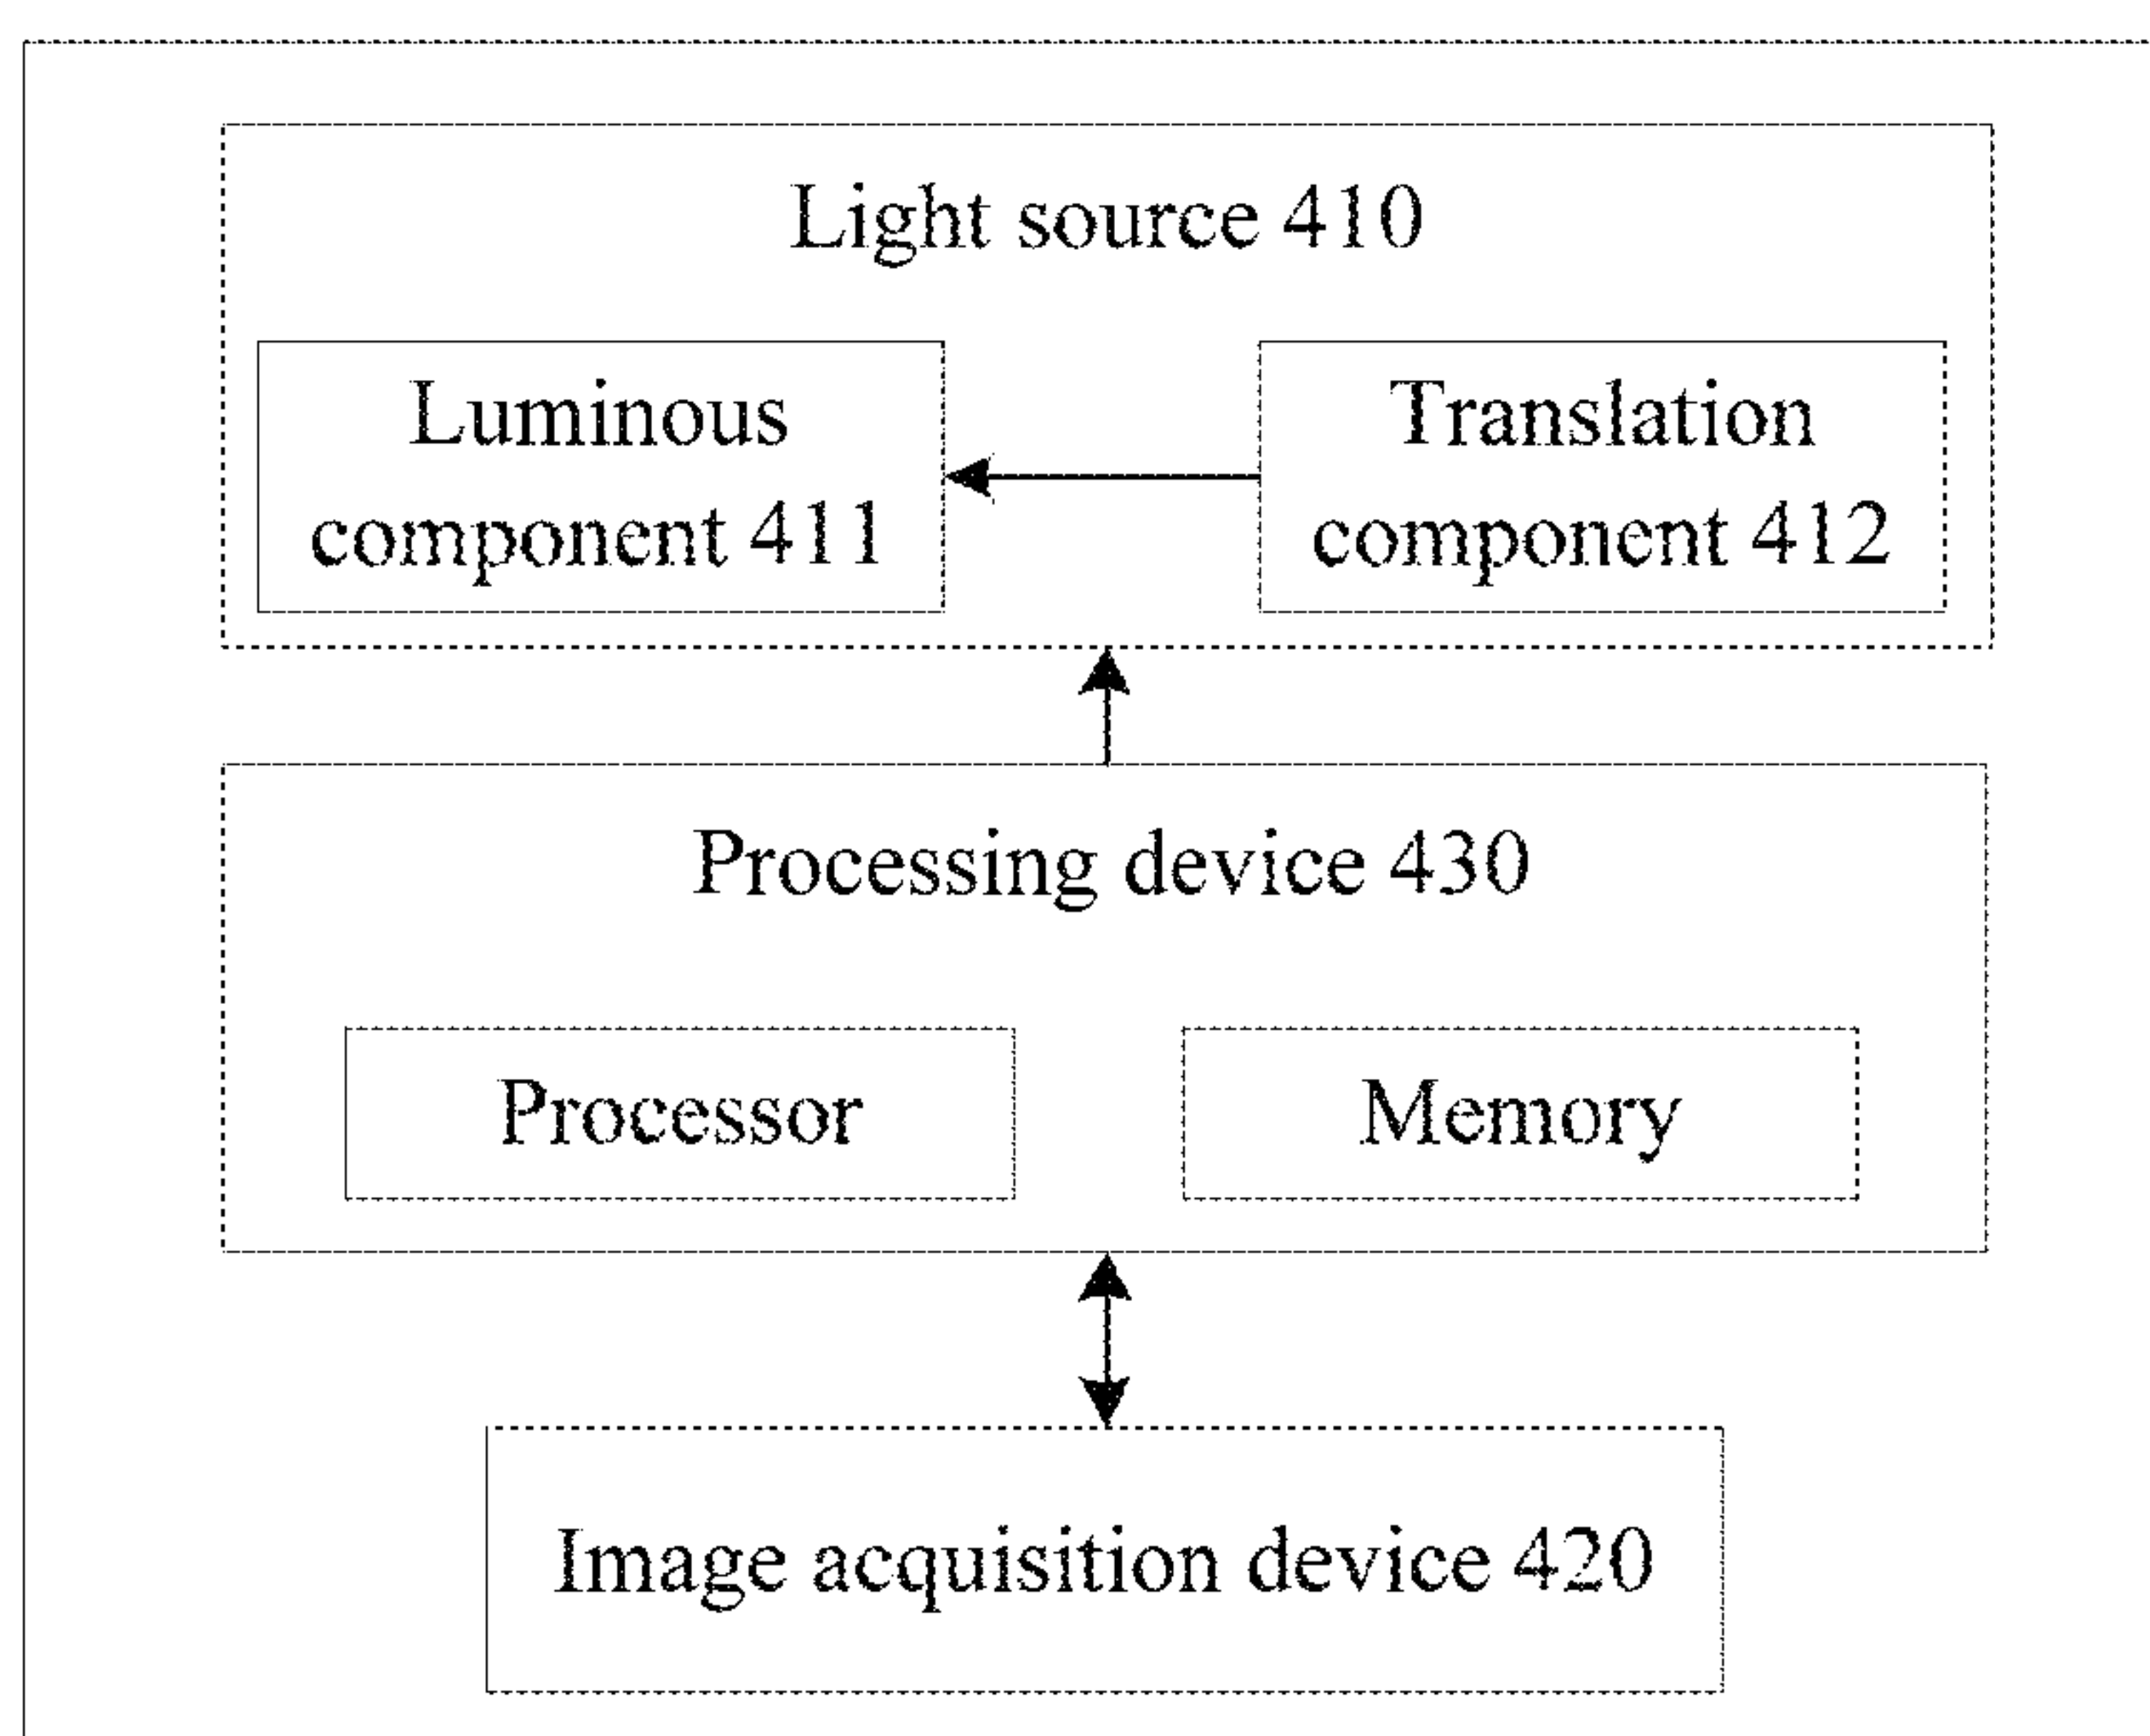 Light source 410
Luminous
component 411
Translation
component 412
Processing device 430
Processor
Memory
Image acquisition device 420